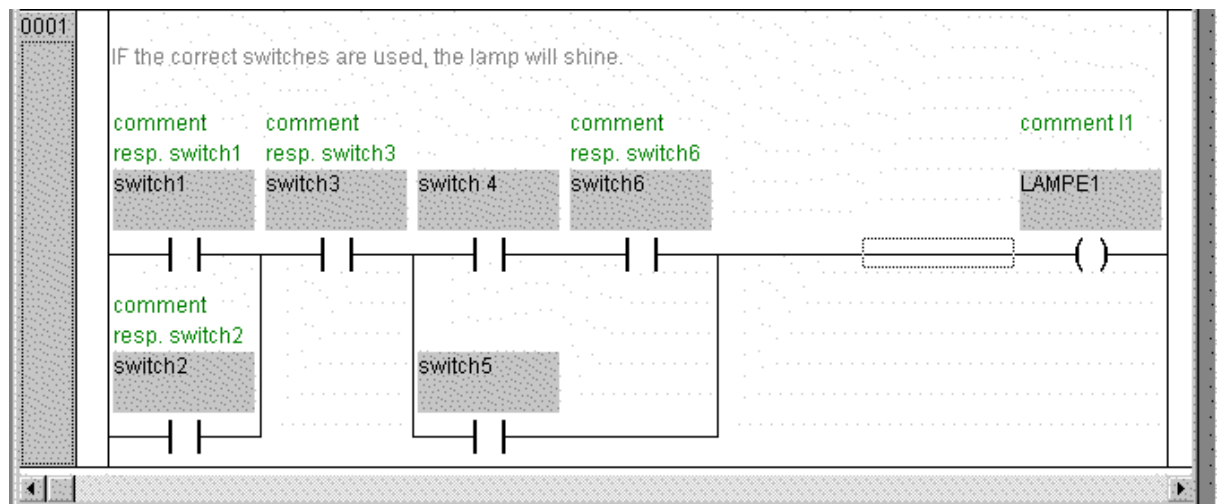 0001
IF the correct switches are used, the lamp will shine.
comment comment comment comment l1
resp. switch1 resp. switch3 resp. switch6
switch1 switch3 switch 4 switch6 LAMPE1
comment
resp. switch2
switch2 switch5